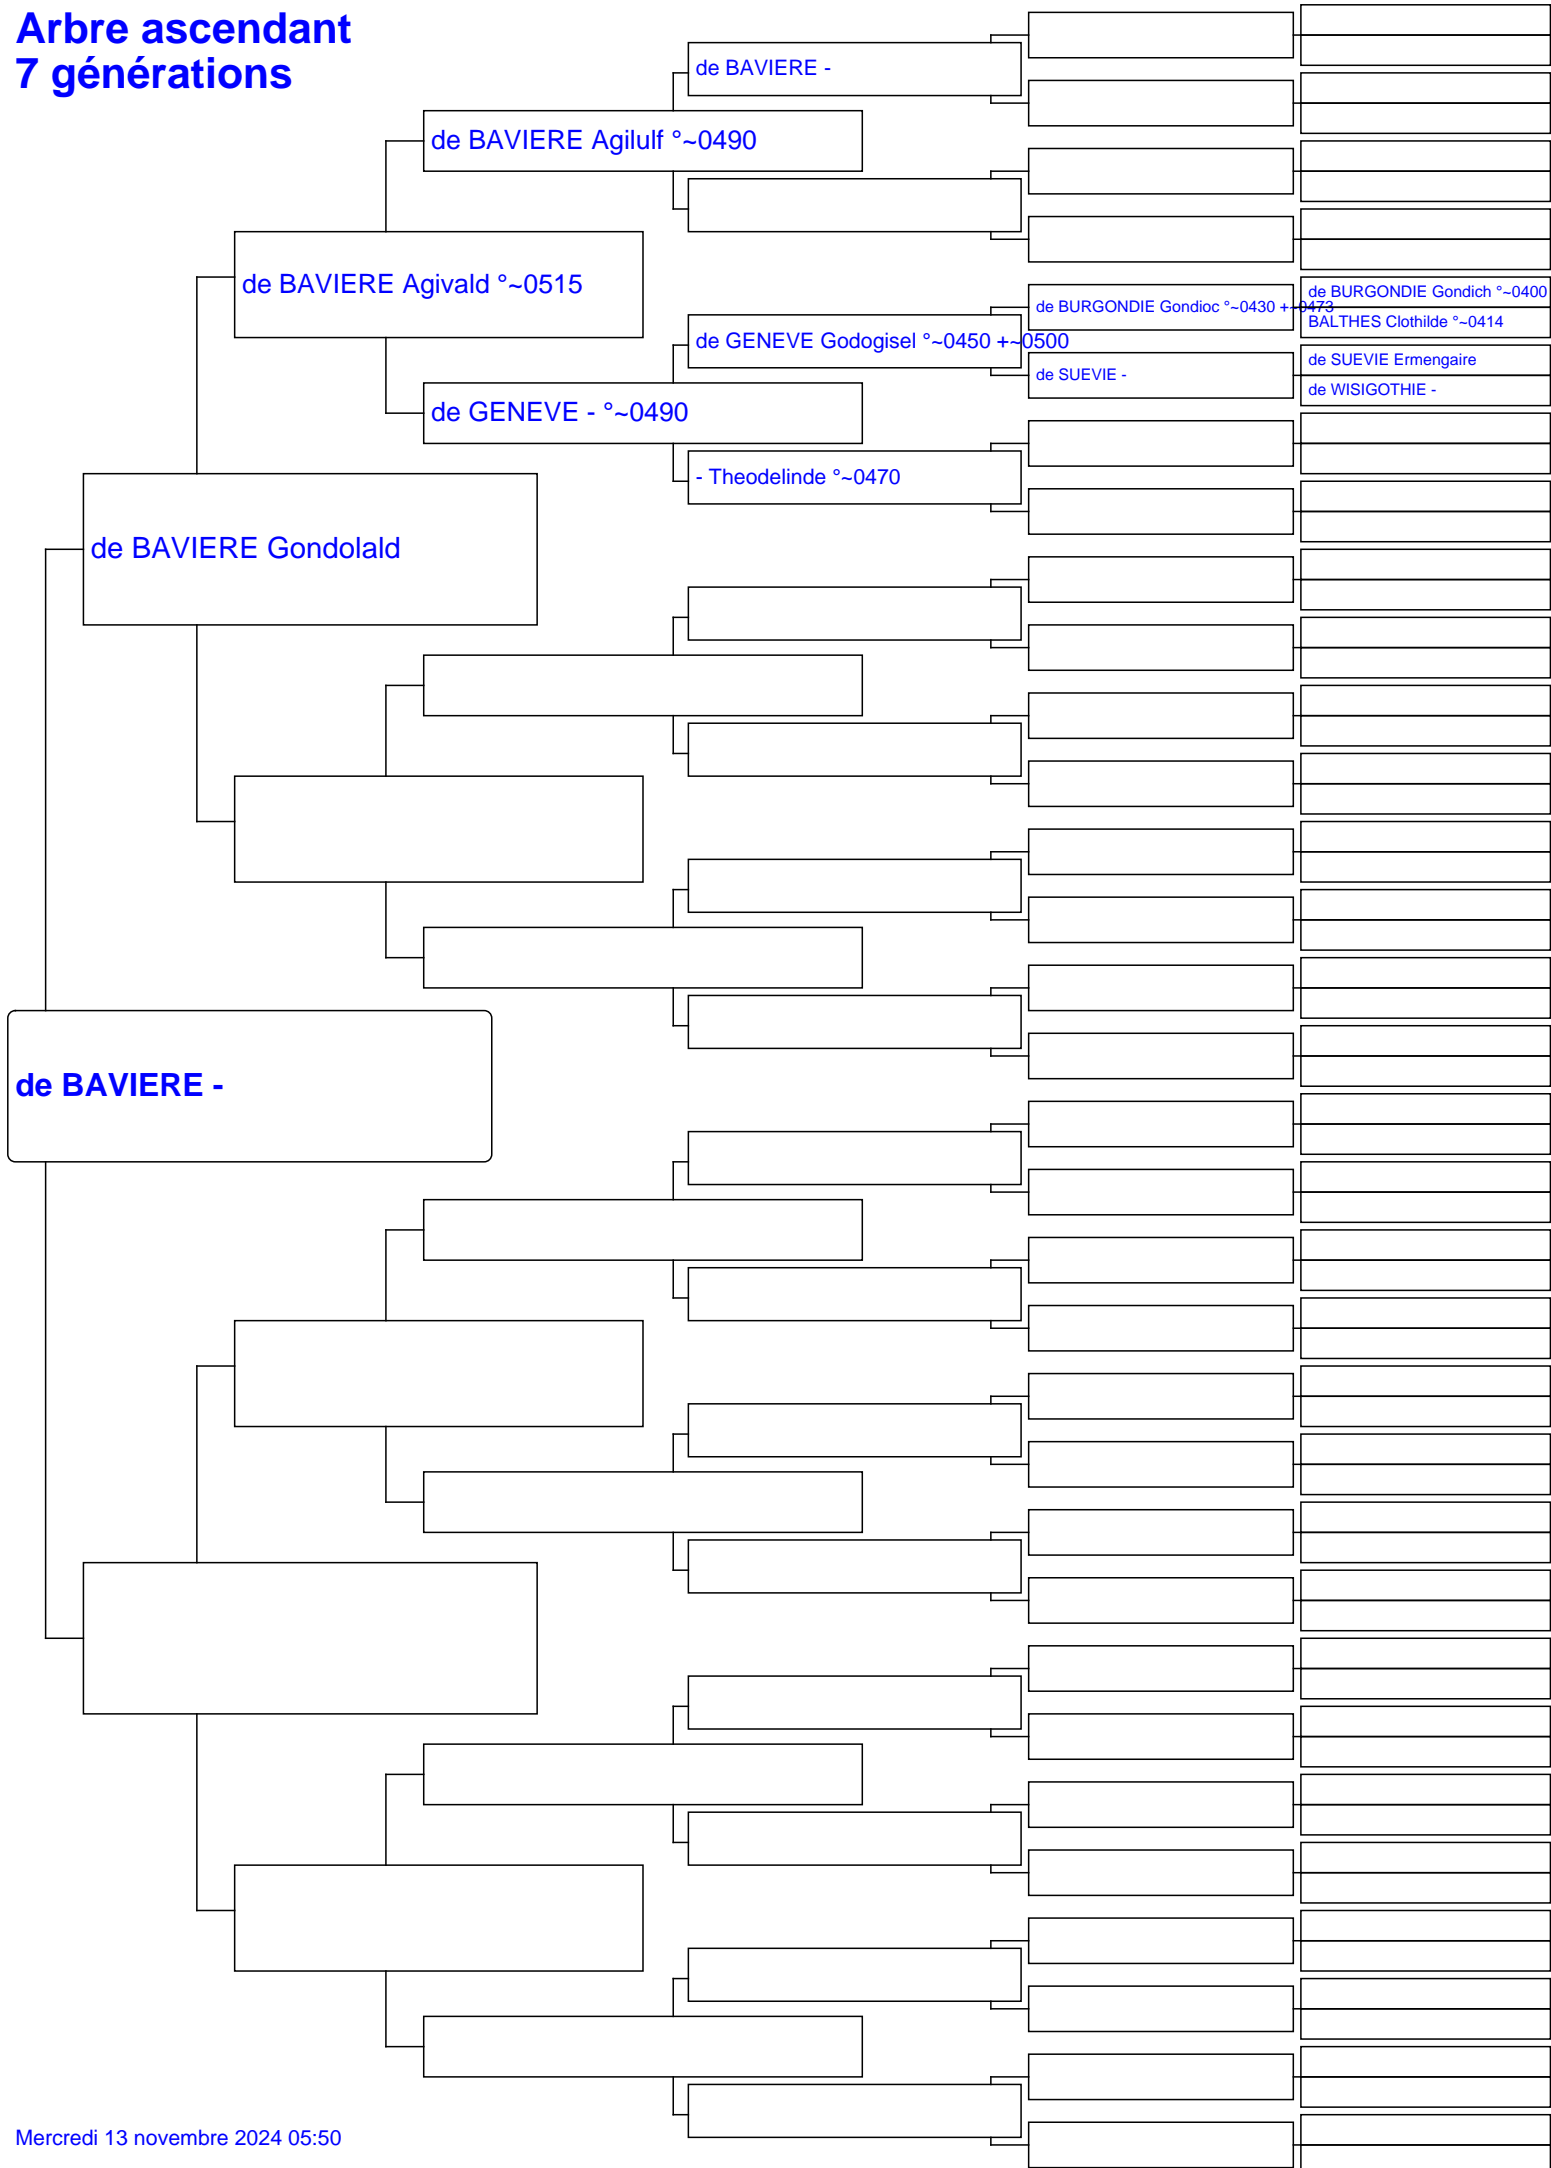 Arbre ascendant
7 générations
de BAVIERE -
de BAVIERE Agilulf °~0490
de BAVIERE Agivald °~0515
de BURGONDIE Gondich °~0400
de BURGONDIE Gondioc °~0430 +~0473
BALTHES Clothilde °~0414
de GENEVE Godogisel °~0450 +~0500
de SUEVIE Ermengaire
de SUEVIE -
de WISIGOTHIE -
de GENEVE - °~0490
- Theodelinde °~0470
de BAVIERE Gondolald
de BAVIERE -
Mercredi 13 novembre 2024 05:50